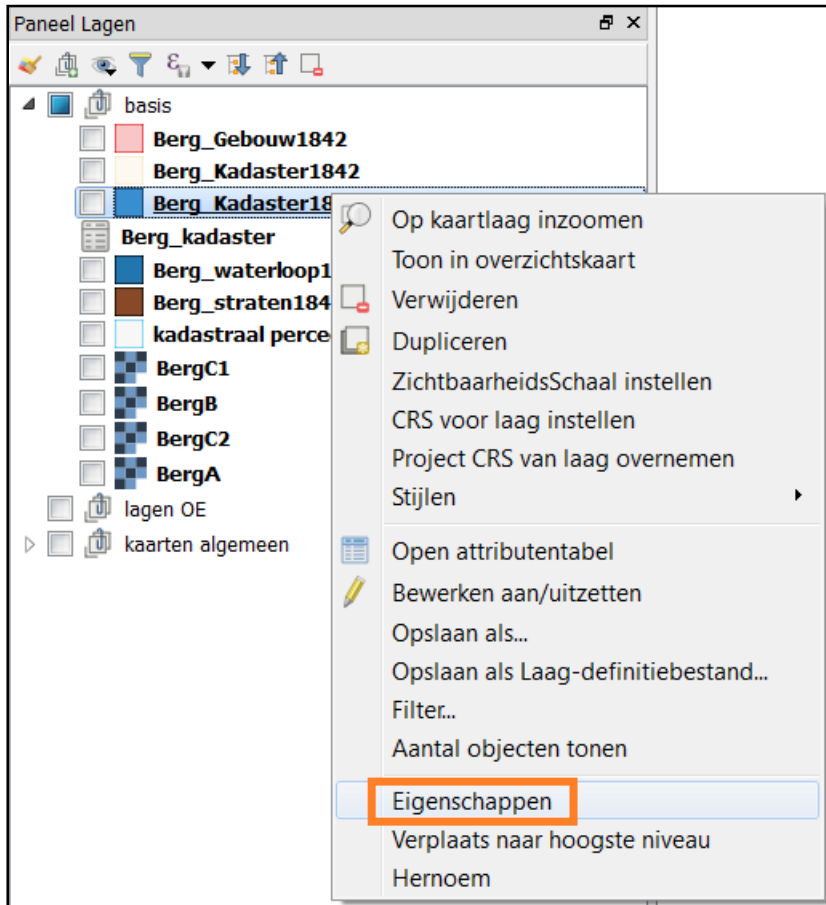 Paneel Lagen
basis
Berg_Gebouw1842
Berg_Kadaster1842
Berg_Kadaster18
Berg_kadaster
Berg_waterloop1
Berg_straten184
kadastraal perce
BergC1
BergB
BergC2
BergA
lagen OE
kaarten algemeen
Op kaartlaag inzoomen
Toon in overzichtskaart
Verwijderen
Dupliceren
ZichtbaarheidsSchaal instellen
CRS voor laag instellen
Project CRS van laag overnemen
Stijlen
Open attributentabel
Bewerken aan/uitzetten
Opslaan als...
Opslaan als Laag-definitiebestand...
Filter...
Aantal objecten tonen
Eigenschappen
Verplaats naar hoogste niveau
Hernoem